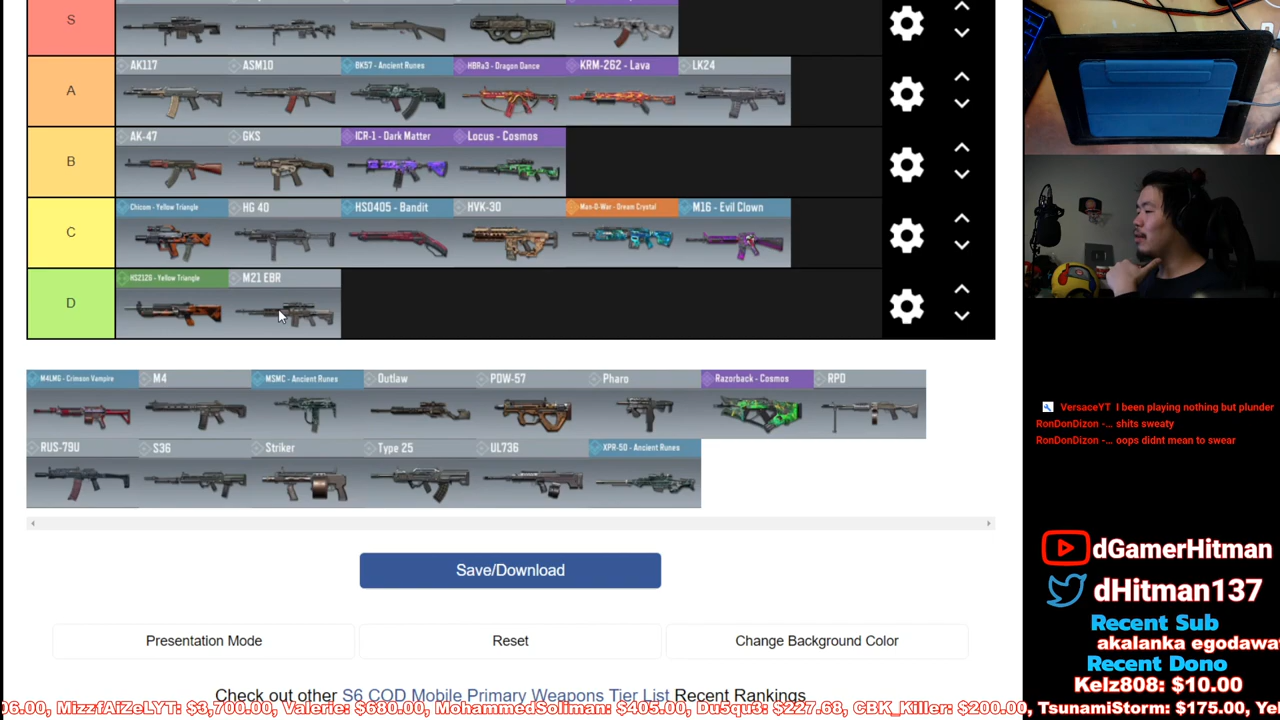 S
AK117 ASM10 BK57 - Ancient Runes HBRa3 - Dragon Dance KRM-262 - Lava LK24
A
AK-47 GKS ICR-1 - Dark Matter Locus - Cosmos
B
Chicom - Yellow Triangle HG 40 HS0405 - Bandit HVK-30 Man-O-War - Dream Crystal M16 - Evil Clown
C
HS2126 - Yellow Triangle M21 EBR
D
M4LMG - Crimson Vampire M4 MSMC - Ancient Runes Outlaw PDW-57 Pharo Razorback - Cosmos RPD
RUS-79U S36 Striker Type 25 UL736 XPR-50 - Ancient Runes
Save/Download
Presentation Mode Reset Change Background Color
Check out other S6 COD Mobile Primary Weapons Tier List Recent Rankings
VersaceYT I been playing nothing but plunder
RonDonDizon -... shits sweaty
RonDonDizon -... oops didnt mean to swear
dGamerHitman
dHitman137
Recent Sub
akalanka egodawa
Recent Dono
Kelz808: $10.00
06.00, MizzfAiZeLYT: $3,700.00, Valerie: $680.00, MohammedSoliman: $405.00, Du5qu3: $227.68, CBK_Killer: $200.00, TsunamiStorm: $175.00, Yel